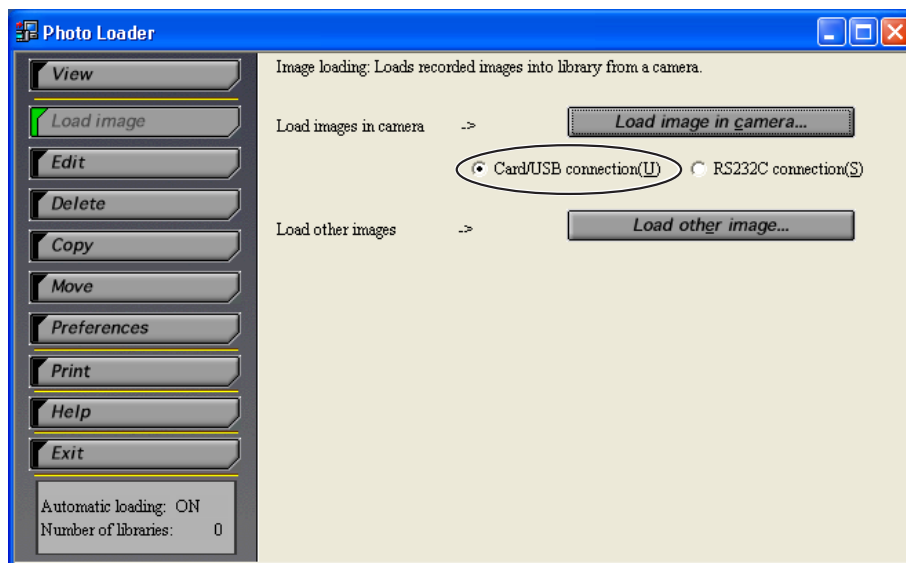 Photo Loader
View
Load image
Edit
Delete
Copy
Move
Preferences
Print
Help
Exit
Automatic loading: ON
Number of libraries: 0
Image loading: Loads recorded images into library from a camera.
Load images in camera -> Load image in camera...
Card/USB connection(U) RS232C connection(S)
Load other images -> Load other image...